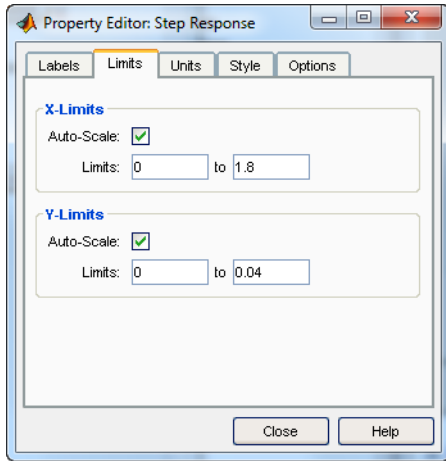 Property Editor: Step Response
Labels Limits Units Style Options
X-Limits
Auto-Scale:
Limits: 0 to 1.8
Y-Limits
Auto-Scale:
Limits: 0 to 0.04
Close Help